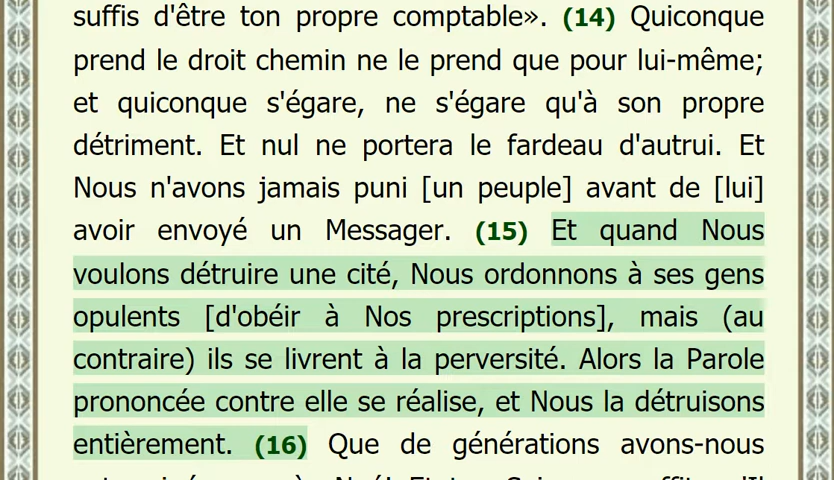 suffis d'être ton propre comptable». (14) Quiconque
prend le droit chemin ne le prend que pour lui-même;
et quiconque s'égare, ne s'égare qu'à son propre
détriment. Et nul ne portera le fardeau d'autrui. Et
Nous n'avons jamais puni [un peuple] avant de [lui]
avoir envoyé un Messager. (15) Et quand Nous
voulons détruire une cité, Nous ordonnons à ses gens
opulents [d'obéir à Nos prescriptions], mais (au
contraire) ils se livrent à la perversité. Alors la Parole
prononcée contre elle se réalise, et Nous la détruisons
entièrement. (16) Que de générations avons-nous